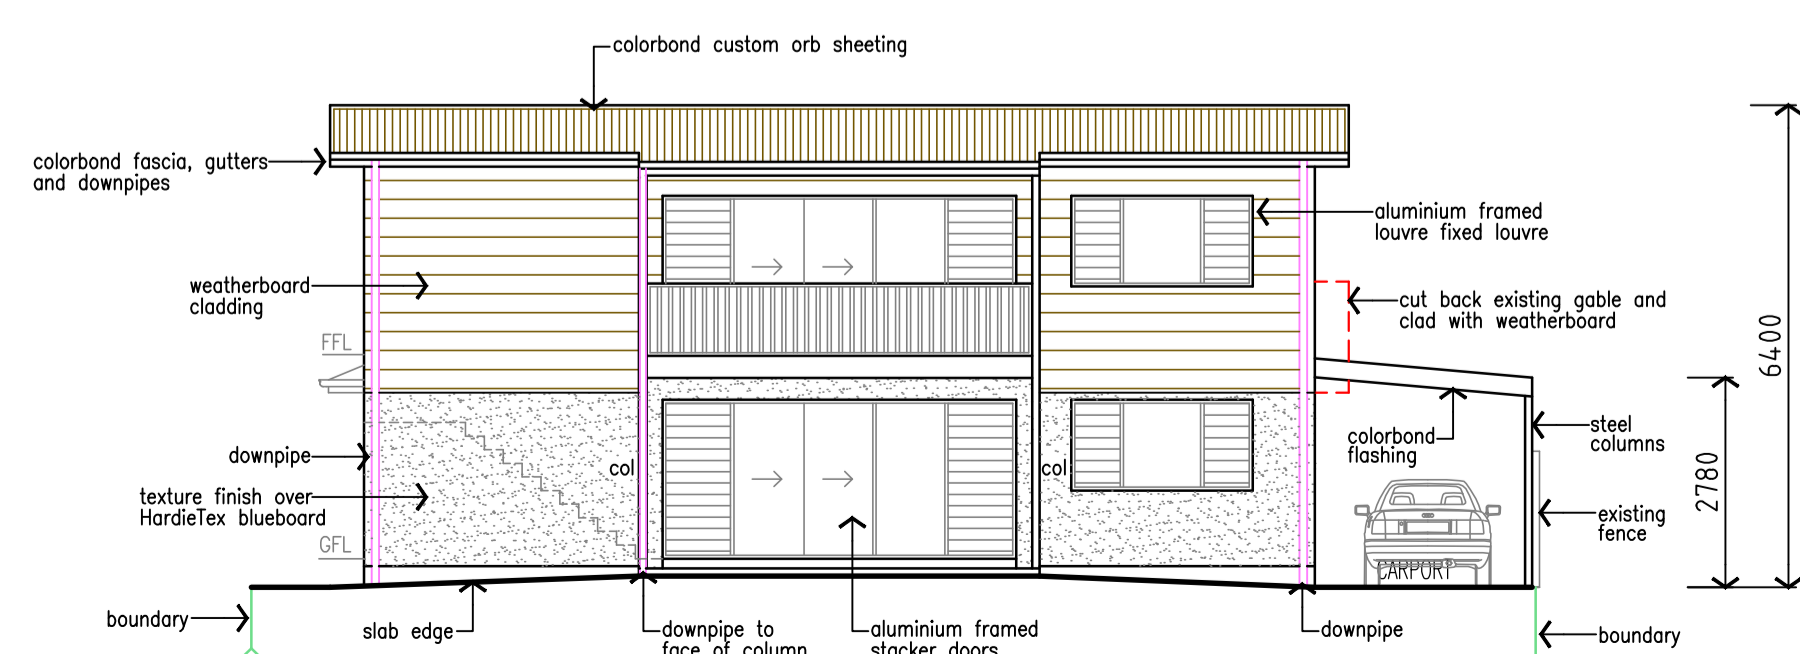 colorbond custom orb sheeting
colorbond fascia, gutters
and downpipes
aluminium framed
louvre fixed louvre
weatherboard
cladding
cut back existing gable and
clad with weatherboard
6400
FFL
steel
columns
colorbond
flashing
downpipe
col
col
2780
texture finish over
HardieTex blueboard
existing
fence
GFL
CARPORT
boundary
slab edge
downpipe to
face of column
aluminium framed
stacker doors
downpipe
boundary